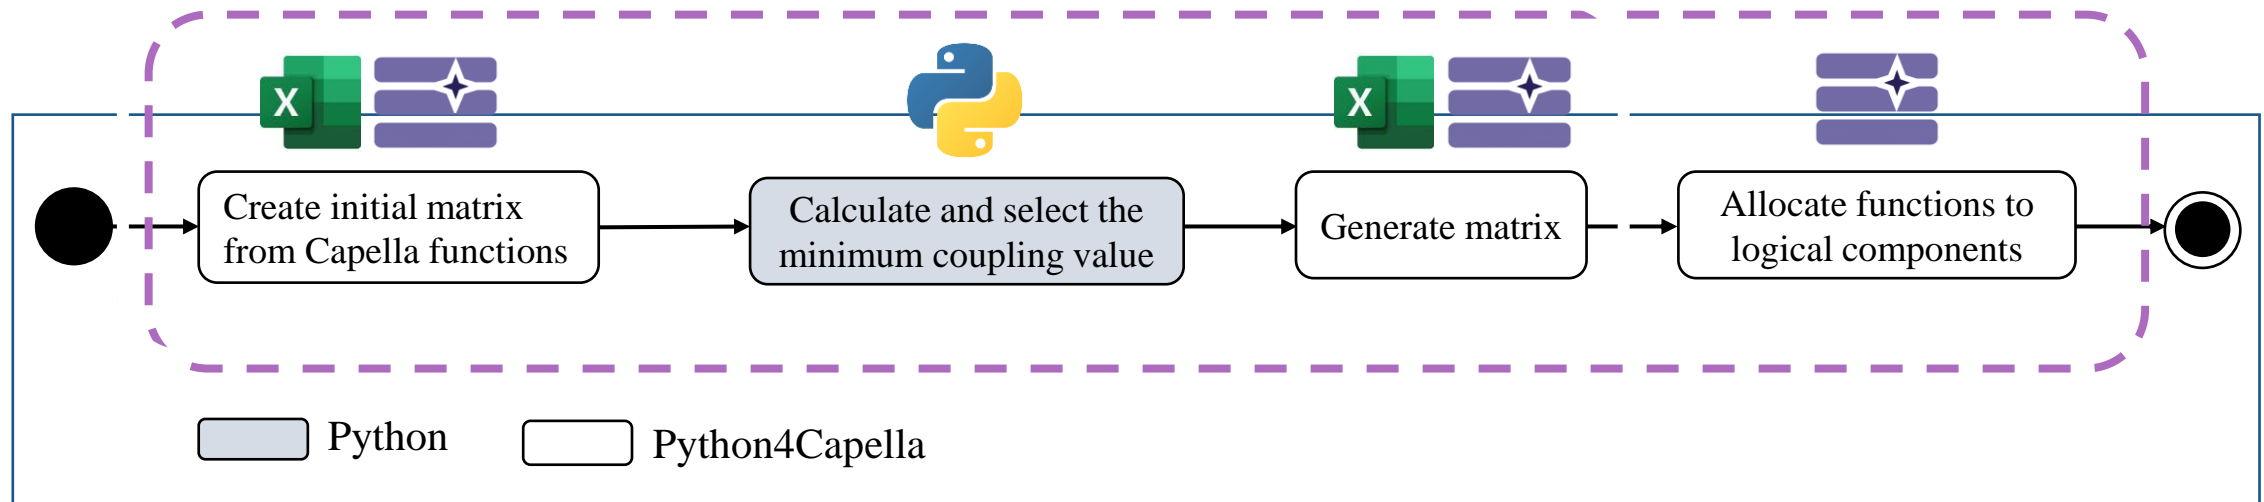 X
X
Create initial matrix
from Capella functions
Calculate and select the
minimum coupling value
Generate matrix
Allocate functions to
logical components
Python
Python4Capella